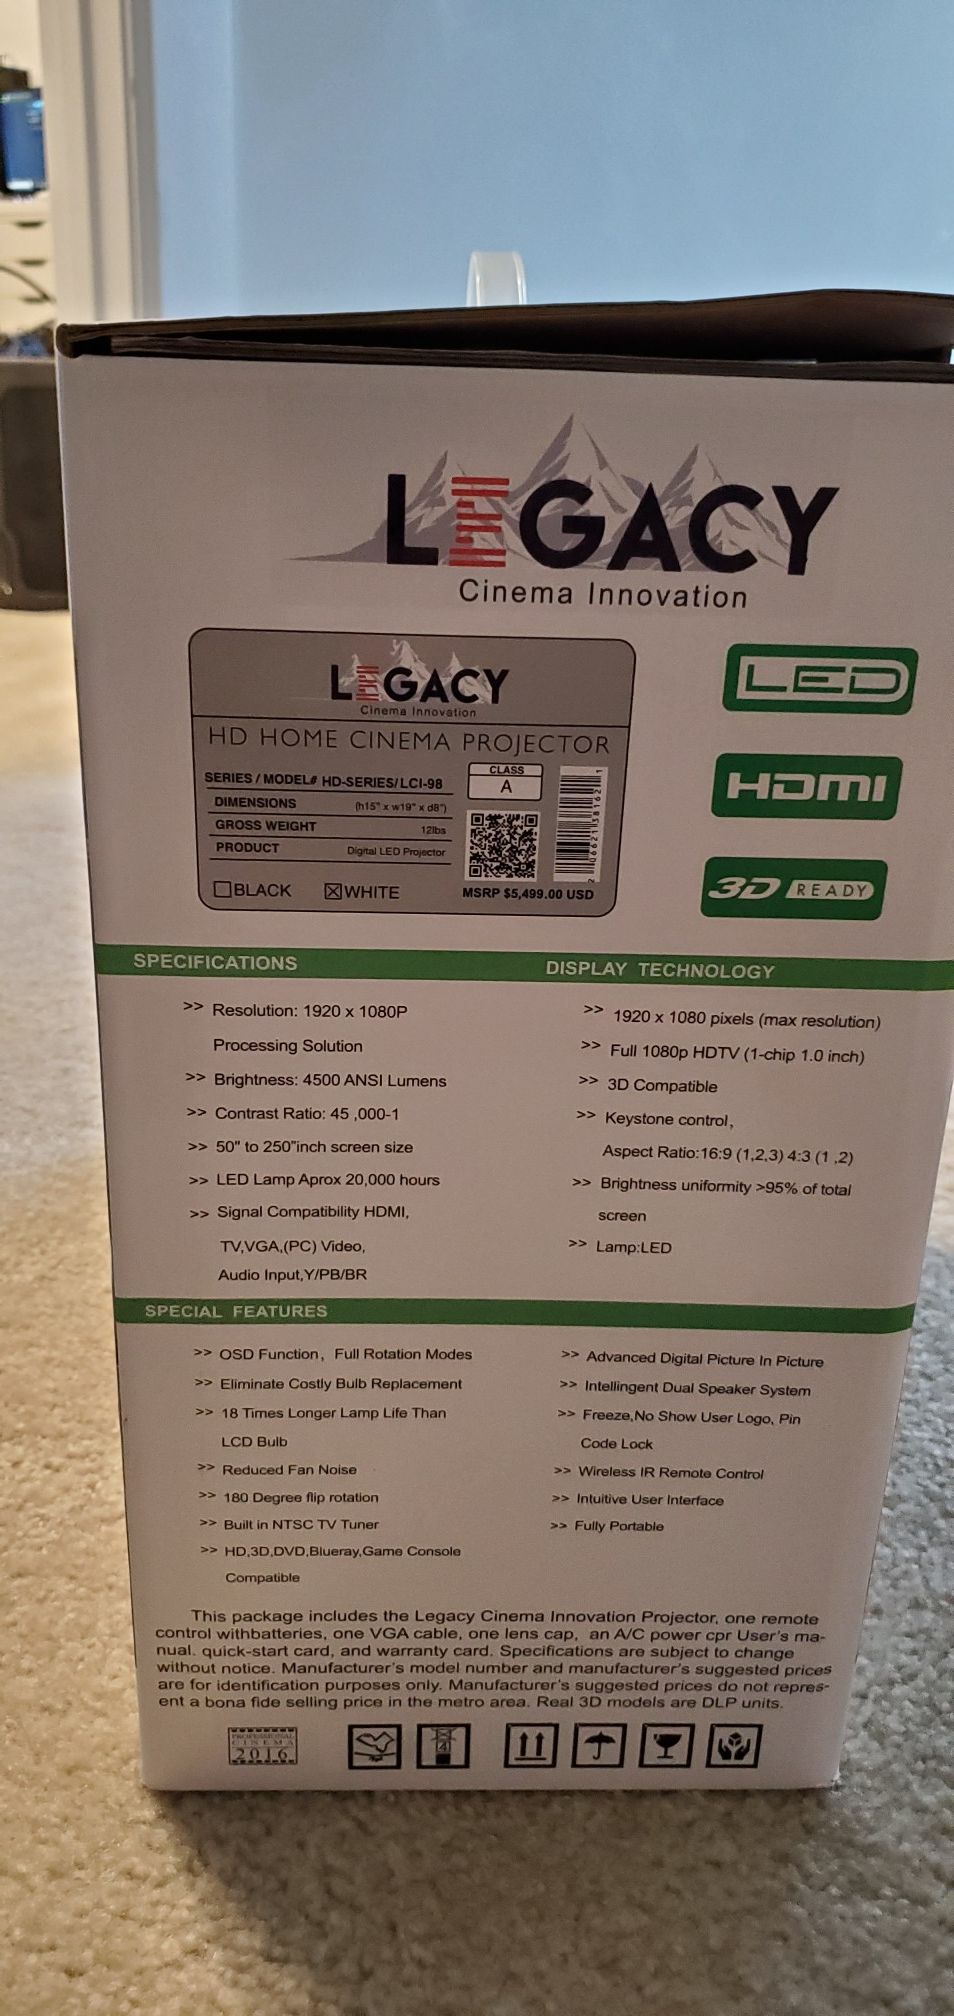 LEGACY
Cinema Innovation
LEGACY
Cinema Innovation
HD HOME CINEMA PROJECTOR
SERIES / MODEL# HD-SERIES/LCI-98
DIMENSIONS (h15" x w19" x d8")
GROSS WEIGHT 12lbs
PRODUCT Digital LED Projector
BLACK WHITE
CLASS
A
MSRP $5,499.00 USD
LED
HDMI
3D READY
SPECIFICATIONS
>> Resolution: 1920 x 1080P
Processing Solution
>> Brightness: 4500 ANSI Lumens
>> Contrast Ratio: 45 ,000-1
>> 50" to 250"inch screen size
>> LED Lamp Aprox 20,000 hours
>> Signal Compatibility HDMI,
TV,VGA,(PC) Video,
Audio Input,Y/PB/BR
DISPLAY TECHNOLOGY
>> 1920 x 1080 pixels (max resolution)
>> Full 1080p HDTV (1-chip 1.0 inch)
>> 3D Compatible
>> Keystone control,
Aspect Ratio:16:9 (1,2,3) 4:3 (1 ,2)
>> Brightness uniformity >95% of total
screen
>> Lamp:LED
SPECIAL FEATURES
>> OSD Function, Full Rotation Modes
>> Eliminate Costly Bulb Replacement
>> 18 Times Longer Lamp Life Than
LCD Bulb
>> Reduced Fan Noise
>> 180 Degree flip rotation
>> Built in NTSC TV Tuner
>> HD,3D,DVD,Blueray,Game Console
Compatible
>> Advanced Digital Picture In Picture
>> Intellingent Dual Speaker System
>> Freeze,No Show User Logo, Pin
Code Lock
>> Wireless IR Remote Control
>> Intuitive User Interface
>> Fully Portable
This package includes the Legacy Cinema Innovation Projector, one remote
control withbatteries, one VGA cable, one lens cap, an A/C power cpr User's ma-
nual. quick-start card, and warranty card. Specifications are subject to change
without notice. Manufacturer's model number and manufacturer's suggested prices
are for identification purposes only. Manufacturer's suggested prices do not repres-
ent a bona fide selling price in the metro area. Real 3D models are DLP units.
PROFESSIONAL
CINEMA
2016
4